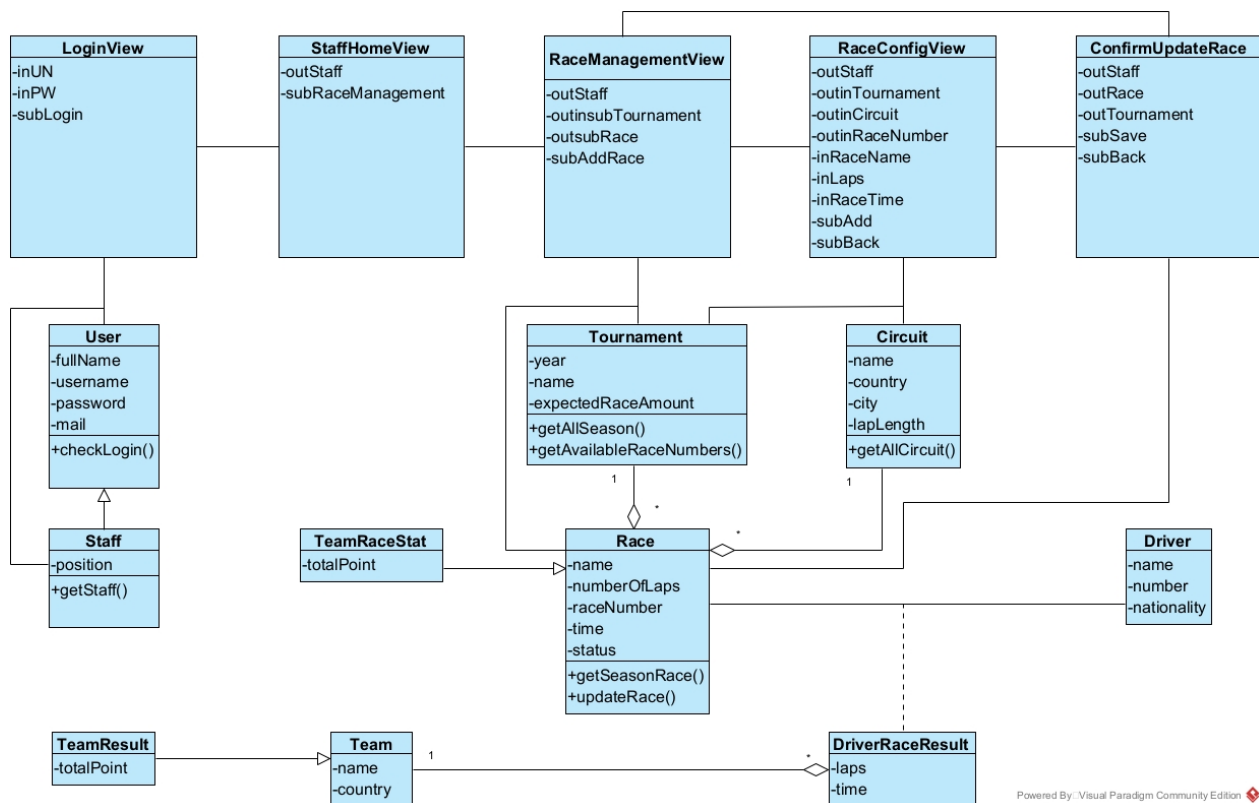 LoginView
-inUN
-inPW
-subLogin
StaffHomeView
-outStaff
-subRaceManagement
RaceManagementView
-outStaff
-outinsubTournament
-outsubRace
-subAddRace
RaceConfigView
-outStaff
-outinTournament
-outinCircuit
-outinRaceNumber
-inRaceName
-inLaps
-inRaceTime
-subAdd
-subBack
ConfirmUpdateRace
-outStaff
-outRace
-outTournament
-subSave
-subBack
User
-fullName
-username
-password
-mail
+checkLogin()
Tournament
-year
-name
-expectedRaceAmount
+getAllSeason()
+getAvailableRaceNumbers()
Circuit
-name
-country
-city
-lapLength
+getAllCircuit()
1
*
1
*
Staff
-position
+getStaff()
TeamRaceStat
-totalPoint
Race
-name
-numberOfLaps
-raceNumber
-time
-status
+getSeasonRace()
+updateRace()
Driver
-name
-number
-nationality
TeamResult
-totalPoint
Team
-name
-country
1
*
DriverRaceResult
-laps
-time
Powered By Visual Paradigm Community Edition